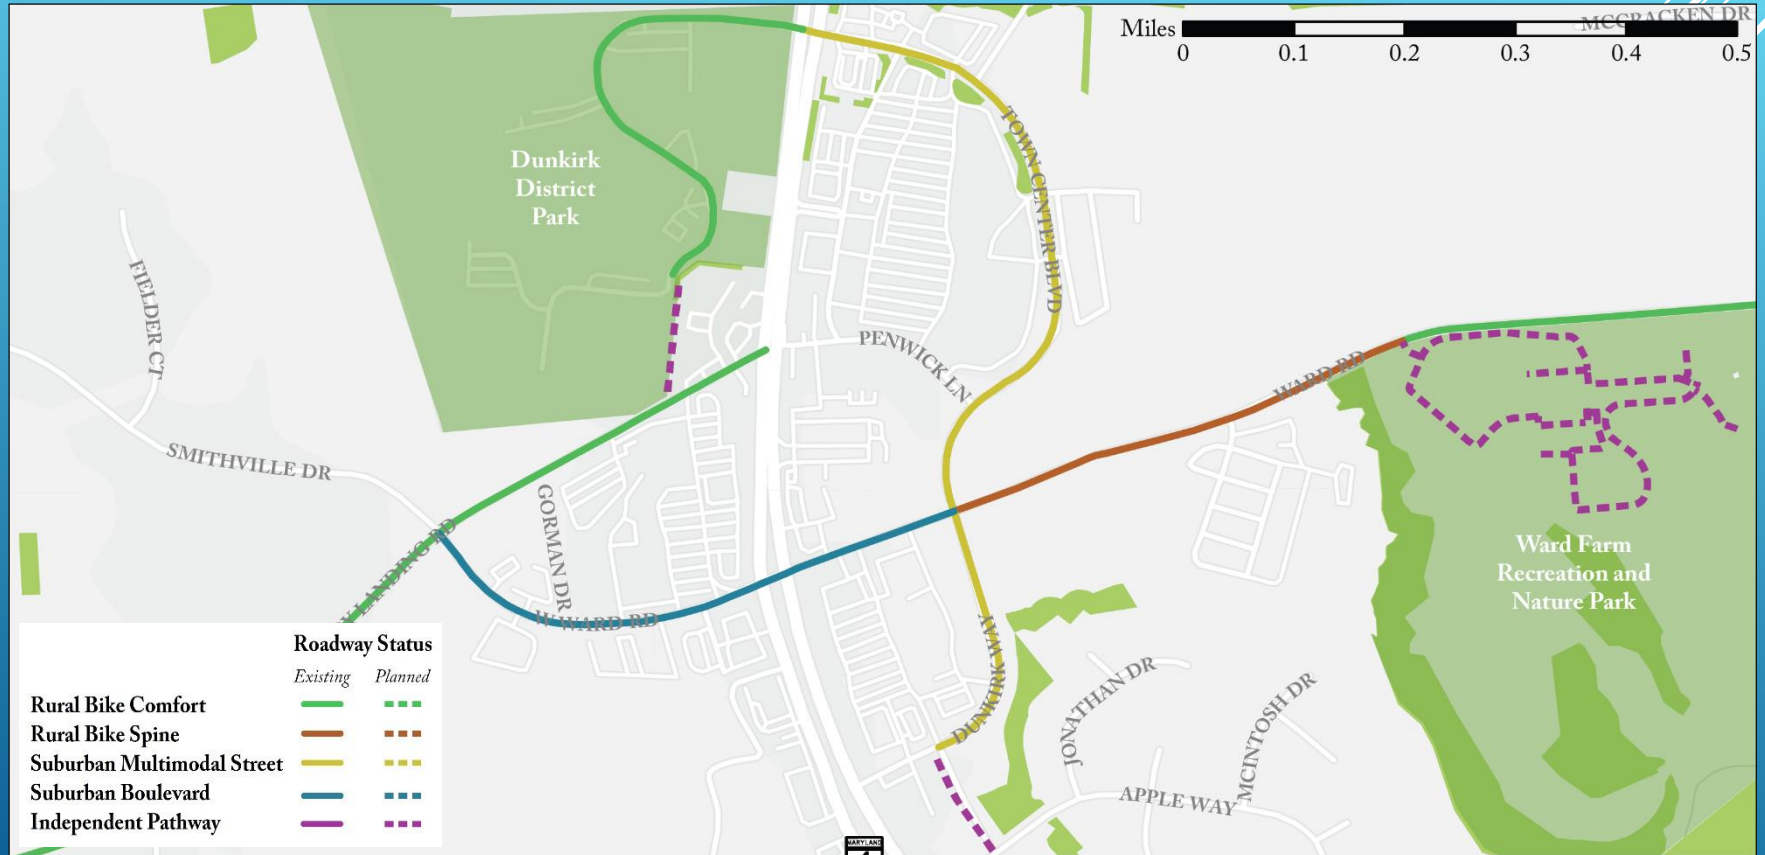 MCCRACKEN DR
Miles
0 0.1 0.2 0.3 0.4 0.5
Dunkirk
District
Park
TOWN CENTER BLVD
FIELDER CT
PENWICK LN
WARD RD
SMITHVILLE DR
GORMAN DR
LANDING RD
W WARD RD
Ward Farm
Recreation and
Nature Park
DUNKIRK WAY
JONATHAN DR
MCINTOSH DR
APPLE WAY
MARYLAND
Roadway Status
Existing Planned
Rural Bike Comfort
Rural Bike Spine
Suburban Multimodal Street
Suburban Boulevard
Independent Pathway